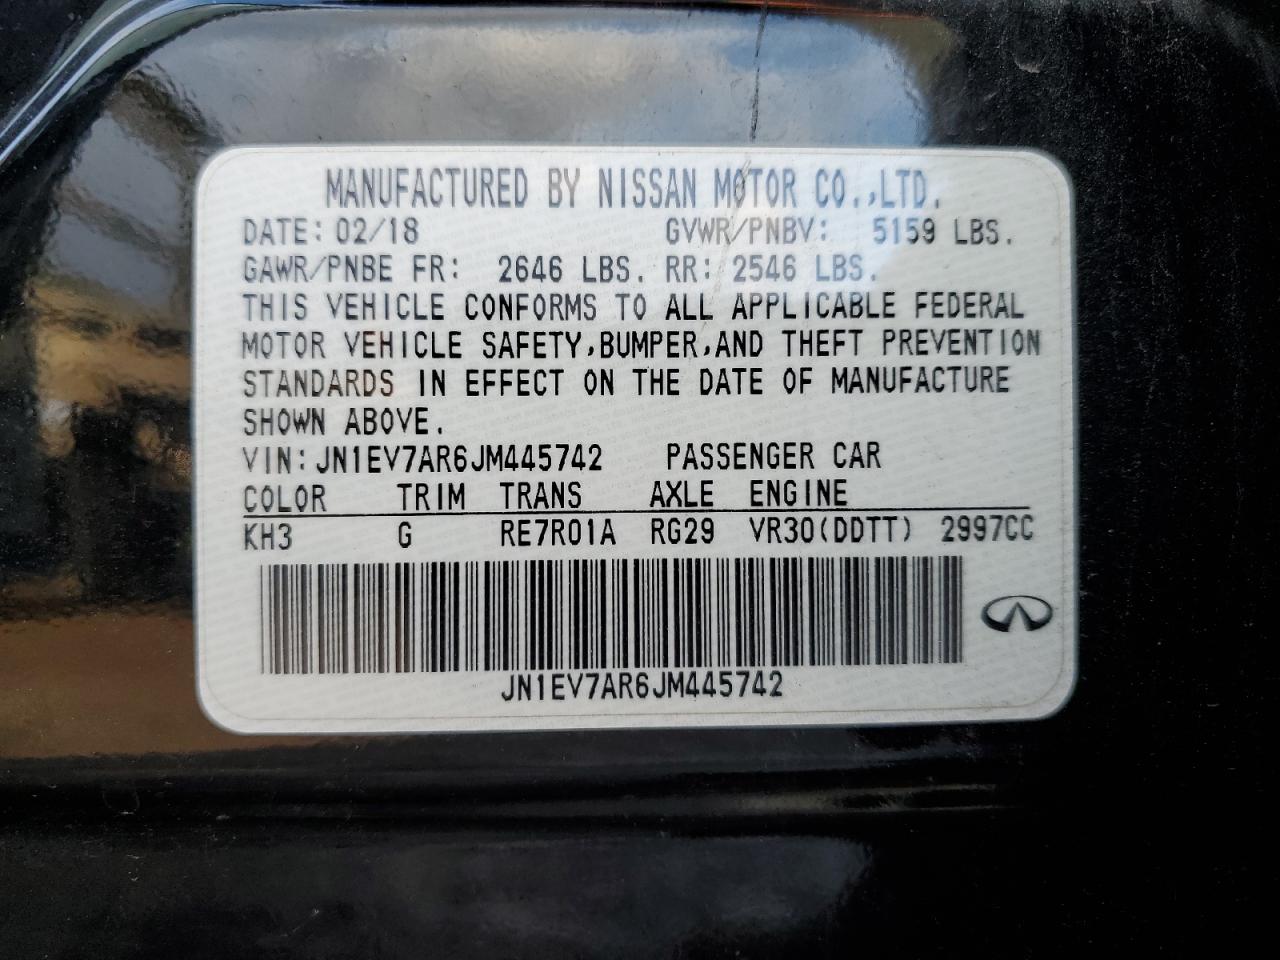 MANUFACTURED BY NISSAN MOTOR CO.,LTD.
DATE: 02/18 GVWR/PNBV: 5159 LBS.
GAWR/PNBE FR: 2646 LBS. RR: 2546 LBS.
THIS VEHICLE CONFORMS TO ALL APPLICABLE FEDERAL
MOTOR VEHICLE SAFETY,BUMPER,AND THEFT PREVENTION
STANDARDS IN EFFECT ON THE DATE OF MANUFACTURE
SHOWN ABOVE.
VIN: JN1EV7AR6JM445742 PASSENGER CAR
COLOR TRIM TRANS AXLE ENGINE
KH3 G RE7R01A RG29 VR30(DDTT) 2997CC
JN1EV7AR6JM445742